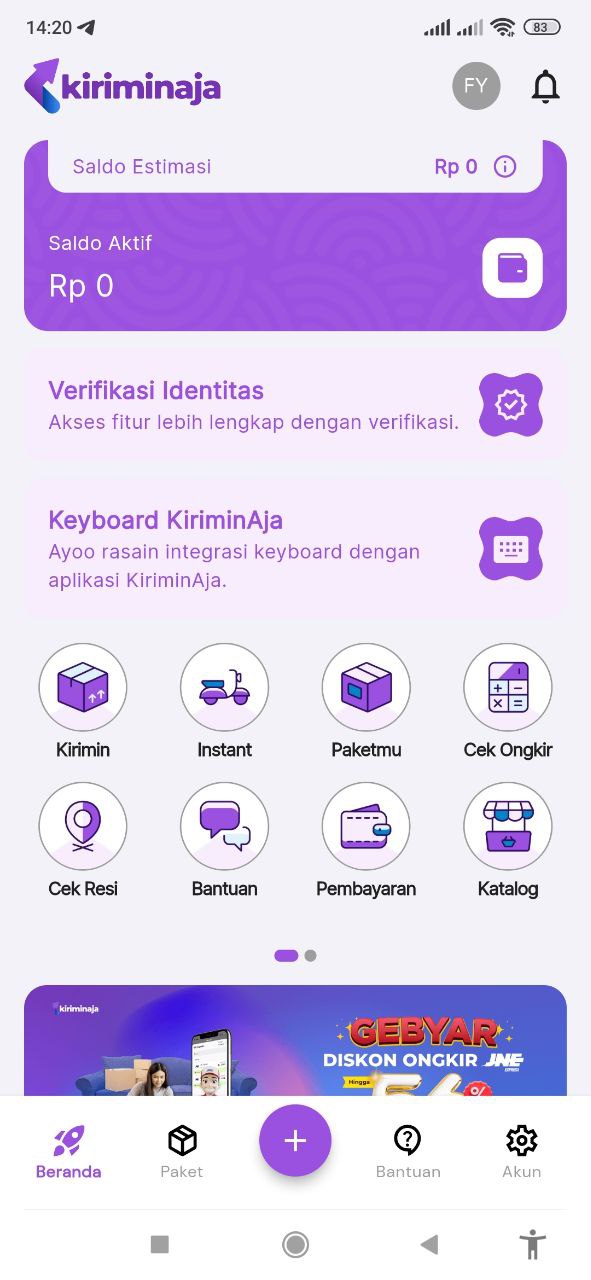 14:20
83
kiriminaja
FY
Saldo Estimasi
Rp 0
Saldo Aktif
Rp 0
Verifikasi Identitas
Akses fitur lebih lengkap dengan verifikasi.
Keyboard KiriminAja
Ayoo rasain integrasi keyboard dengan
aplikasi KiriminAja.
Kirimin
Instant
Paketmu
Cek Ongkir
Cek Resi
Bantuan
Pembayaran
Katalog
kiriminaja
GEBYAR
DISKON ONGKIR JNE
EXPRESS
Hingga
%
Beranda
Paket
Bantuan
Akun